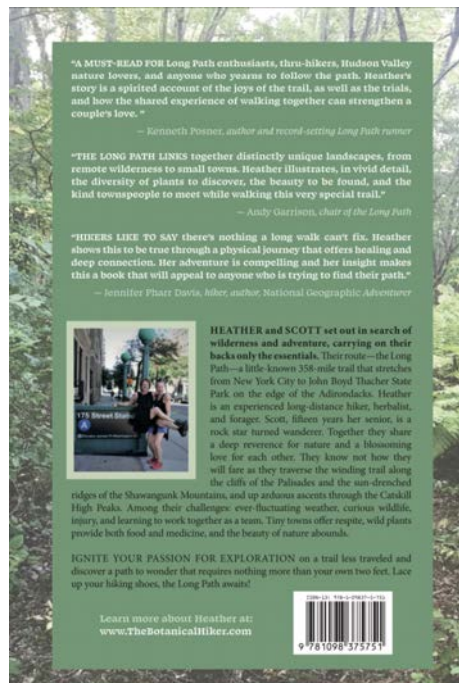 "A MUST-READ FOR Long Path enthusiasts, thru-hikers, Hudson Valley
nature lovers, and anyone who yearns to follow the path. Heather's
story is a spirited account of the joys of the trail, as well as the trials,
and how the shared experience of walking together can strengthen a
couple's love. "
— Kenneth Posner, author and record-setting Long Path runner
"THE LONG PATH LINKS together distinctly unique landscapes, from
remote wilderness to small towns. Heather illustrates, in vivid detail,
the diversity of plants to discover, the beauty to be found, and the
kind townspeople to meet while walking this very special trail."
— Andy Garrison, chair of the Long Path
"HIKERS LIKE TO SAY there's nothing a long walk can't fix. Heather
shows this to be true through a physical journey that offers healing and
deep connection. Her adventure is compelling and her insight makes
this a book that will appeal to anyone who is trying to find their path."
— Jennifer Pharr Davis, hiker, author, National Geographic Adventurer
175 Street Stati
A
HEATHER and SCOTT set out in search of
wilderness and adventure, carrying on their
backs only the essentials. Their route—the Long
Path—a little-known 358-mile trail that stretches
from New York City to John Boyd Thacher State
Park on the edge of the Adirondacks. Heather
is an experienced long-distance hiker, herbalist,
and forager. Scott, fifteen years her senior, is a
rock star turned wanderer. Together they share
a deep reverence for nature and a blossoming
love for each other. They know not how they
will fare as they traverse the winding trail along
the cliffs of the Palisades and the sun-drenched
ridges of the Shawangunk Mountains, and up arduous ascents through the Catskill
High Peaks. Among their challenges: ever-fluctuating weather, curious wildlife,
injury, and learning to work together as a team. Tiny towns offer respite, wild plants
provide both food and medicine, and the beauty of nature abounds.
IGNITE YOUR PASSION FOR EXPLORATION on a trail less traveled and
discover a path to wonder that requires nothing more than your own two feet. Lace
up your hiking shoes, the Long Path awaits!
Learn more about Heather at:
www.TheBotanicalHiker.com
9 781098 375751